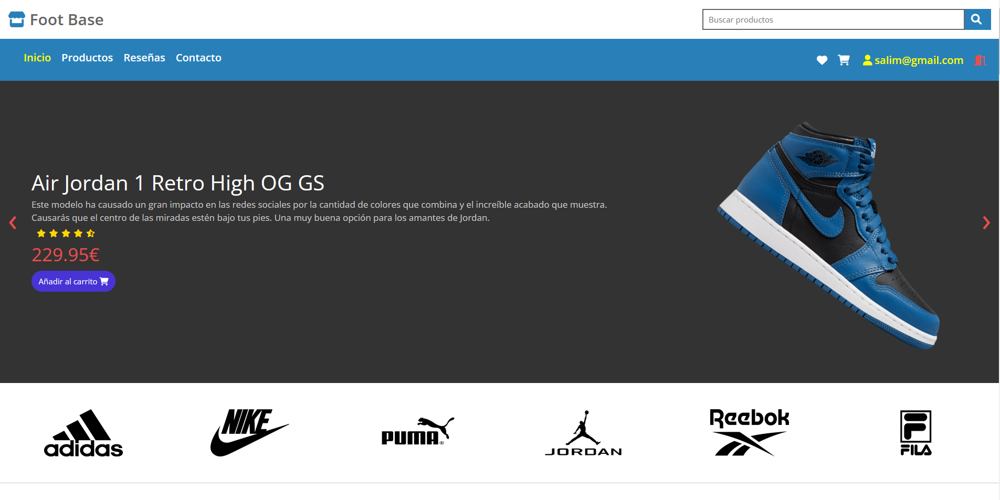 Foot Base
Buscar productos
Inicio Productos Reseñas Contacto
salim@gmail.com
Air Jordan 1 Retro High OG GS
Este modelo ha causado un gran impacto en las redes sociales por la cantidad de colores que combina y el increíble acabado que muestra.
Causarás que el centro de las miradas estén bajo tus pies. Una muy buena opción para los amantes de Jordan.
229.95€
Añadir al carrito
adidas
NIKE
PUMA®
JORDAN
Reebok
FILA